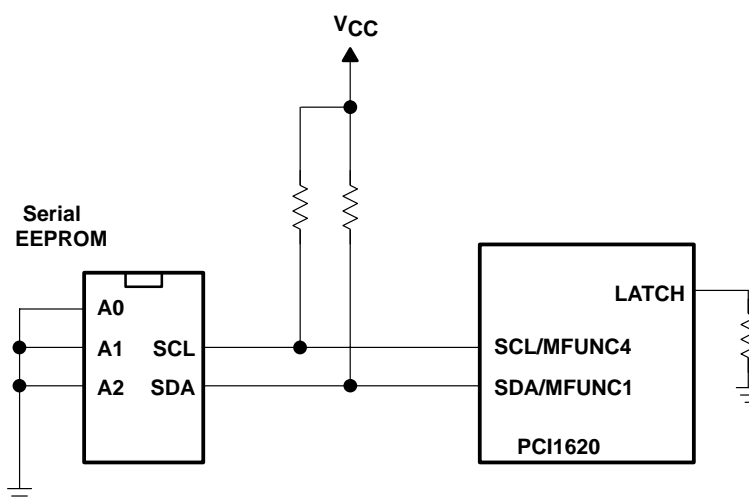 VCC
Serial
EEPROM
A0
A1
A2
SCL
SDA
LATCH
SCL/MFUNC4
SDA/MFUNC1
PCI1620